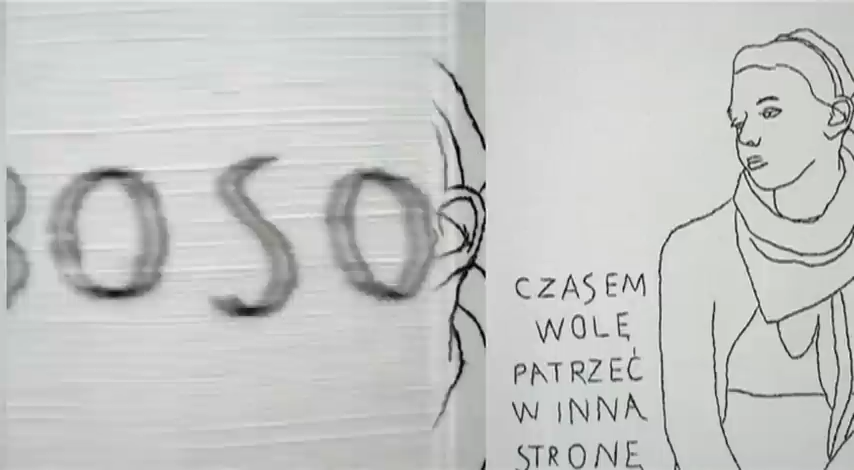 BOSO
CZASEM
WOLĘ
PATRZEĆ
W INNA
STRONE